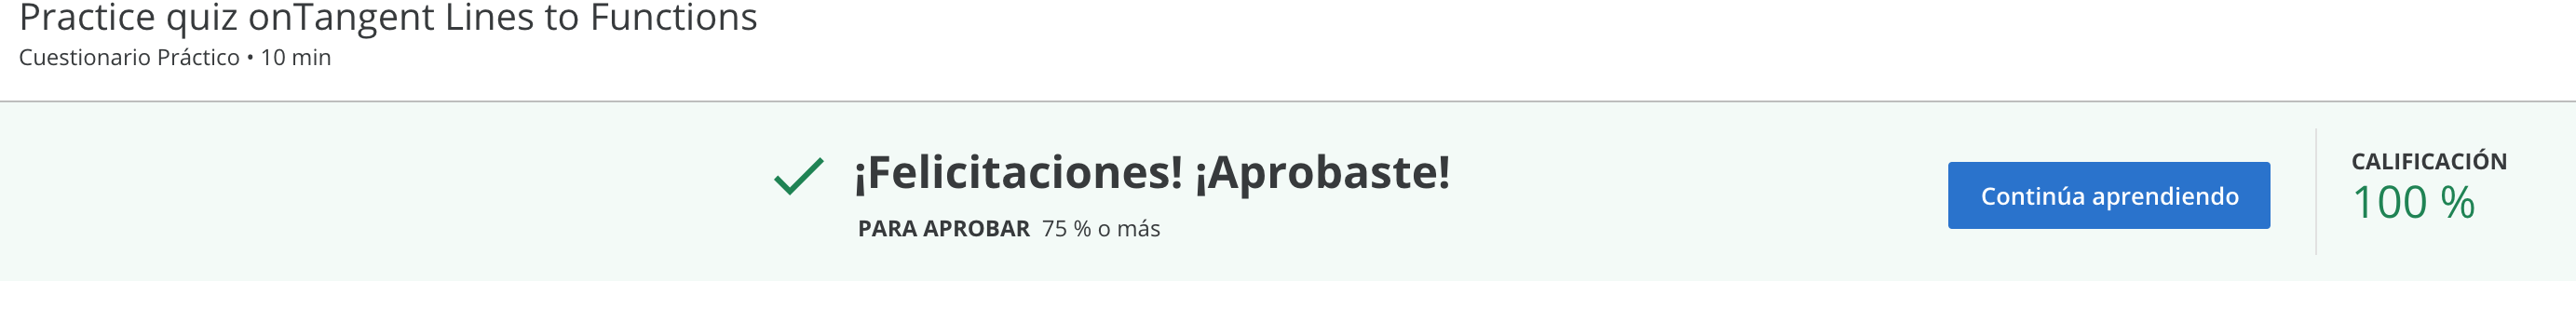 Practice quiz onTangent Lines to Functions
Cuestionario Práctico • 10 min
¡Felicitaciones! ¡Aprobaste!
PARA APROBAR 75 % o más
Continúa aprendiendo
CALIFICACIÓN
100 %